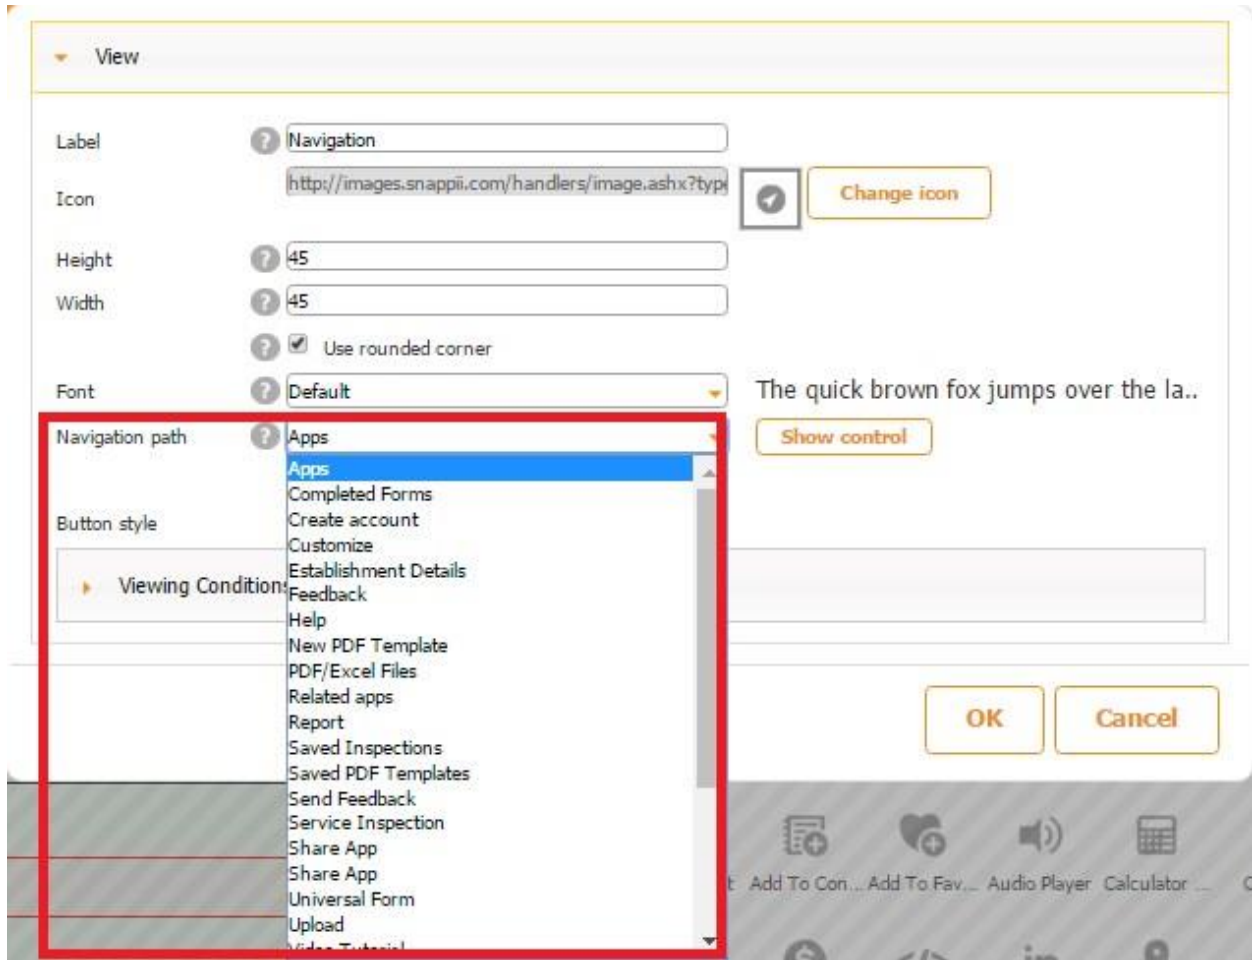 View
Label
Navigation
Icon
http://images.snappii.com/handlers/image.ashx?type
Change icon
Height
45
Width
45
Use rounded corner
Font
Default
The quick brown fox jumps over the la..
Navigation path
Apps
Show control
Apps
Completed Forms
Create account
Customize
Button style
Establishment Details
Viewing Conditions
Feedback
Help
New PDF Template
PDF/Excel Files
Related apps
Report
Saved Inspections
Saved PDF Templates
Send Feedback
Service Inspection
Share App
Share App
Universal Form
Upload
Video Tutorial
OK
Cancel
t Add To Con... Add To Fav... Audio Player Calculator ...